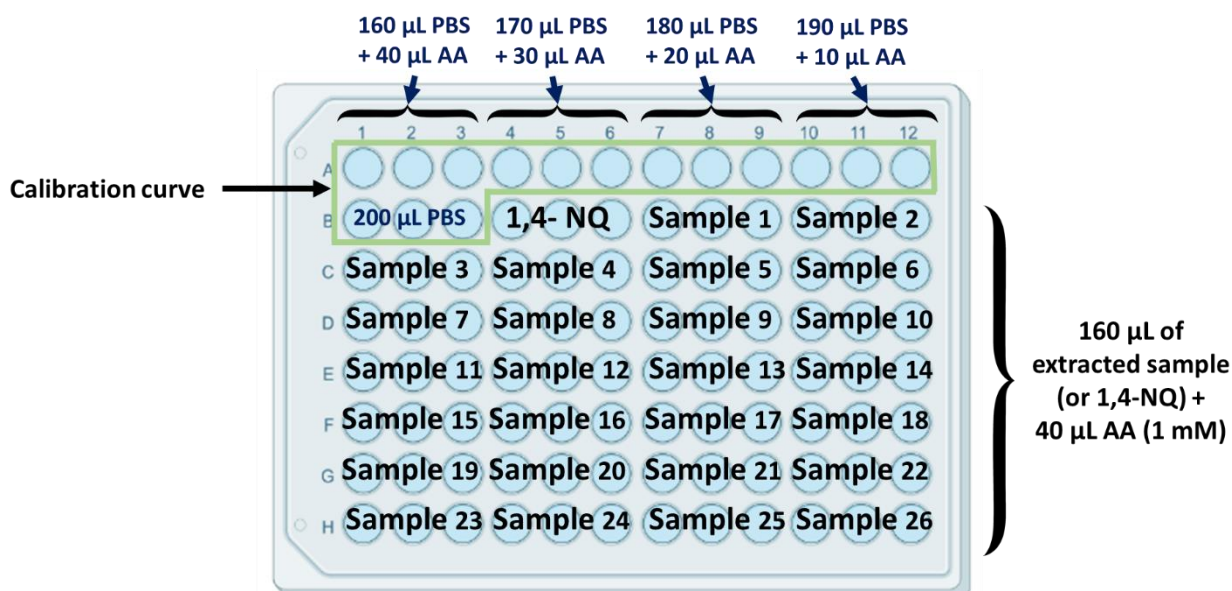 160 µL PBS
+ 40 µL AA
170 µL PBS
+ 30 µL AA
180 µL PBS
+ 20 µL AA
190 µL PBS
+ 10 µL AA
1 2 3 4 5 6 7 8 9 10 11 12
A
Calibration curve
B 200 µL PBS 1,4- NQ Sample 1 Sample 2
C Sample 3 Sample 4 Sample 5 Sample 6
D Sample 7 Sample 8 Sample 9 Sample 10
E Sample 11 Sample 12 Sample 13 Sample 14
F Sample 15 Sample 16 Sample 17 Sample 18
G Sample 19 Sample 20 Sample 21 Sample 22
H Sample 23 Sample 24 Sample 25 Sample 26
160 µL of
extracted sample
(or 1,4-NQ) +
40 µL AA (1 mM)